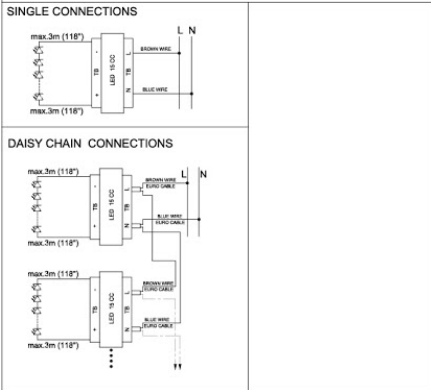 SINGLE CONNECTIONS
L N
max.3m (118")
- L
BROWN WIRE
TB LED 15 CC TB
+ N
BLUE WIRE
max.3m (118")
DAISY CHAIN CONNECTIONS
L N
max.3m (118")
- L
BROWN WIRE
EURO CABLE
TB LED 15 CC TB
BLUE WIRE
EURO CABLE
+ N
max.3m (118")
max.3m (118")
- L
BROWN WIRE
EURO CABLE
TB LED 15 CC TB
BLUE WIRE
EURO CABLE
+ N
max.3m (118")